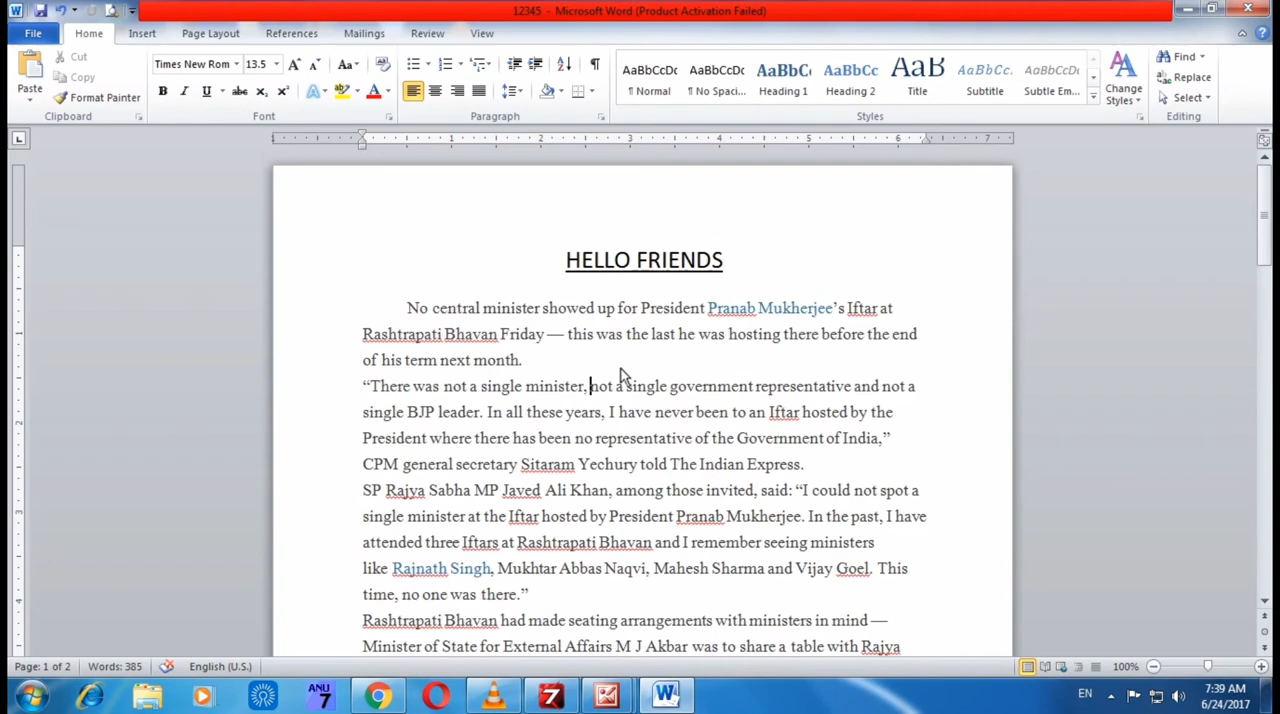 12345 - Microsoft Word (Product Activation Failed)
File Home Insert Page Layout References Mailings Review View
Paste
Cut
Copy
Format Painter
Clipboard
Times New Rom 13.5
Font
Paragraph
AaBbCcDc AaBbCcDc AaBbC AaBbCc AaB AaBbCc. AaBbCcDc
¶ Normal ¶ No Spaci... Heading 1 Heading 2 Title Subtitle Subtle Em...
Styles
Change Styles
Find
Replace
Select
Editing
1 2 3 4 5 6 7
HELLO FRIENDS
No central minister showed up for President Pranab Mukherjee’s Iftar at
Rashtrapati Bhavan Friday — this was the last he was hosting there before the end
of his term next month.
“There was not a single minister, not a single government representative and not a
single BJP leader. In all these years, I have never been to an Iftar hosted by the
President where there has been no representative of the Government of India,”
CPM general secretary Sitaram Yechury told The Indian Express.
SP Rajya Sabha MP Javed Ali Khan, among those invited, said: “I could not spot a
single minister at the Iftar hosted by President Pranab Mukherjee. In the past, I have
attended three Iftars at Rashtrapati Bhavan and I remember seeing ministers
like Rajnath Singh, Mukhtar Abbas Naqvi, Mahesh Sharma and Vijay Goel. This
time, no one was there.”
Rashtrapati Bhavan had made seating arrangements with ministers in mind —
Minister of State for External Affairs M J Akbar was to share a table with Rajya
Page: 1 of 2 Words: 385 English (U.S.) 100%
ANU 7
EN
7:39 AM
6/24/2017